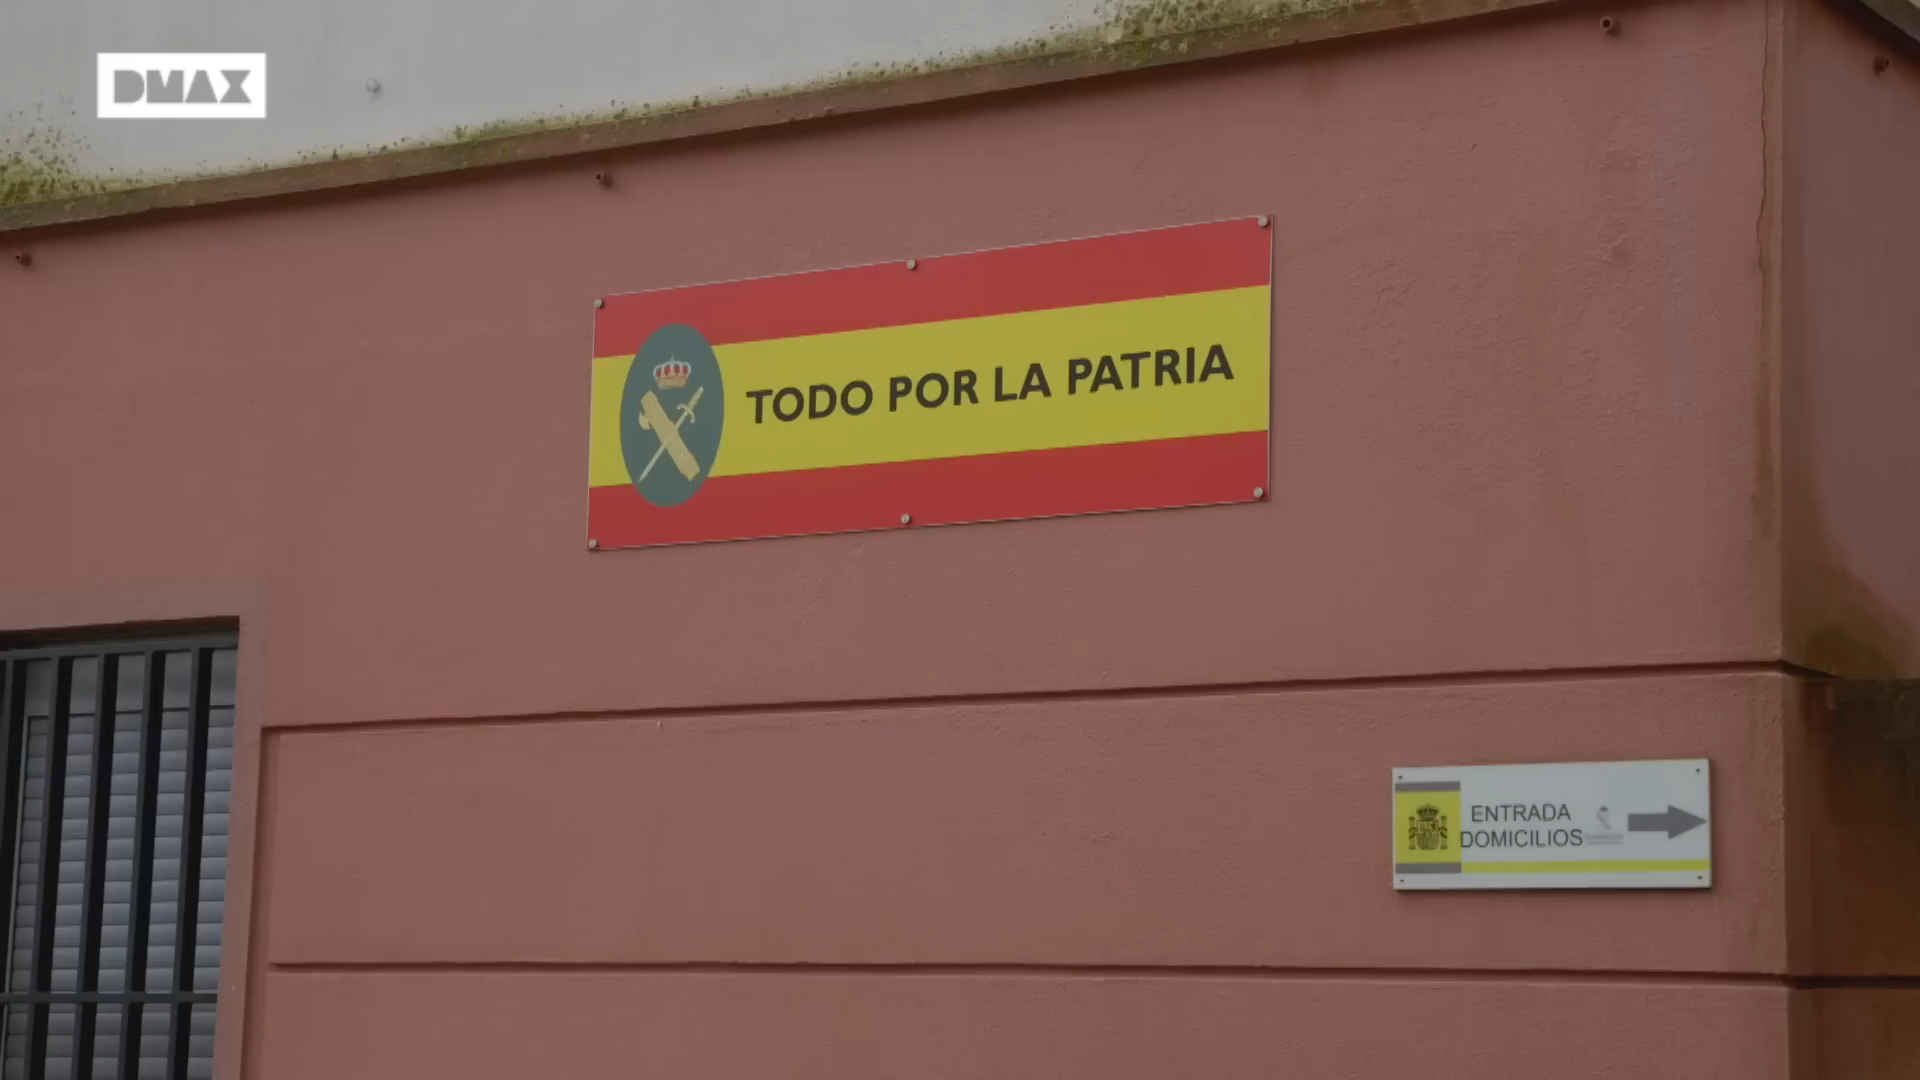 DMAX
TODO POR LA PATRIA
ENTRADA
DOMICILIOS